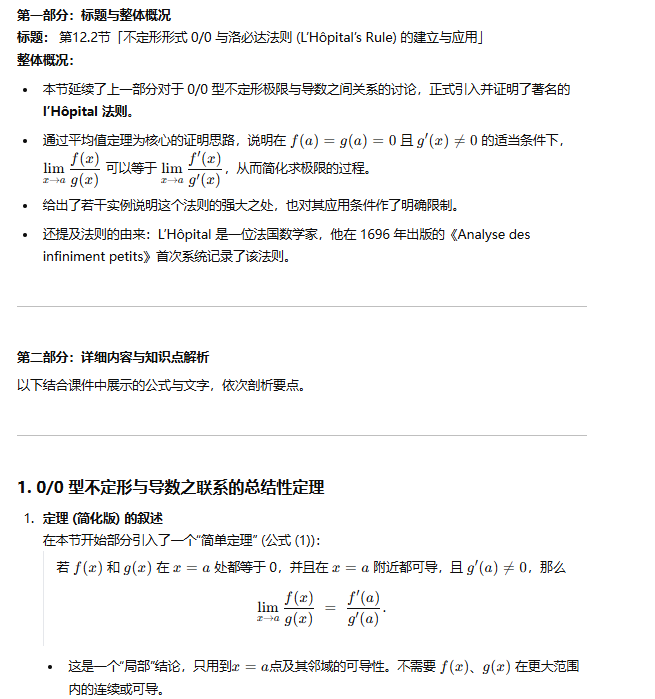 第一部分：标题与整体概况
标题： 第12.2节「不定形形式 0/0 与洛必达法则 (L’Hôpital’s Rule) 的建立与应用」
整体概况：
• 本节延续了上一部分对于 0/0 型不定形极限与导数之间关系的讨论，正式引入并证明了著名的
l’Hôpital 法则。
• 通过平均值定理为核心的证明思路，说明在 f(a) = g(a) = 0 且 g′(x) ≠ 0 的适当条件下，
lim_{x→a} f(x)/g(x) 可以等于 lim_{x→a} f′(x)/g′(x)，从而简化求极限的过程。
• 给出了若干实例说明这个法则的强大之处，也对其应用条件作了明确限制。
• 还提及法则的由来：L’Hôpital 是一位法国数学家，他在 1696 年出版的《Analyse des
infiniment petits》首次系统记录了该法则。
第二部分：详细内容与知识点解析
以下结合课件中展示的公式与文字，依次剖析要点。
1. 0/0 型不定形与导数之联系的总结性定理
1. 定理 (简化版) 的叙述
在本节开始部分引入了一个“简单定理” (公式 (1))：
若 f(x) 和 g(x) 在 x = a 处都等于 0，并且在 x = a 附近都可导，且 g′(a) ≠ 0，那么
lim_{x→a} f(x)/g(x) = f′(a)/g′(a).
• 这是一个“局部”结论，只用到x = a点及其邻域的可导性。不需要 f(x)、g(x) 在更大范围
内的连续或可导。